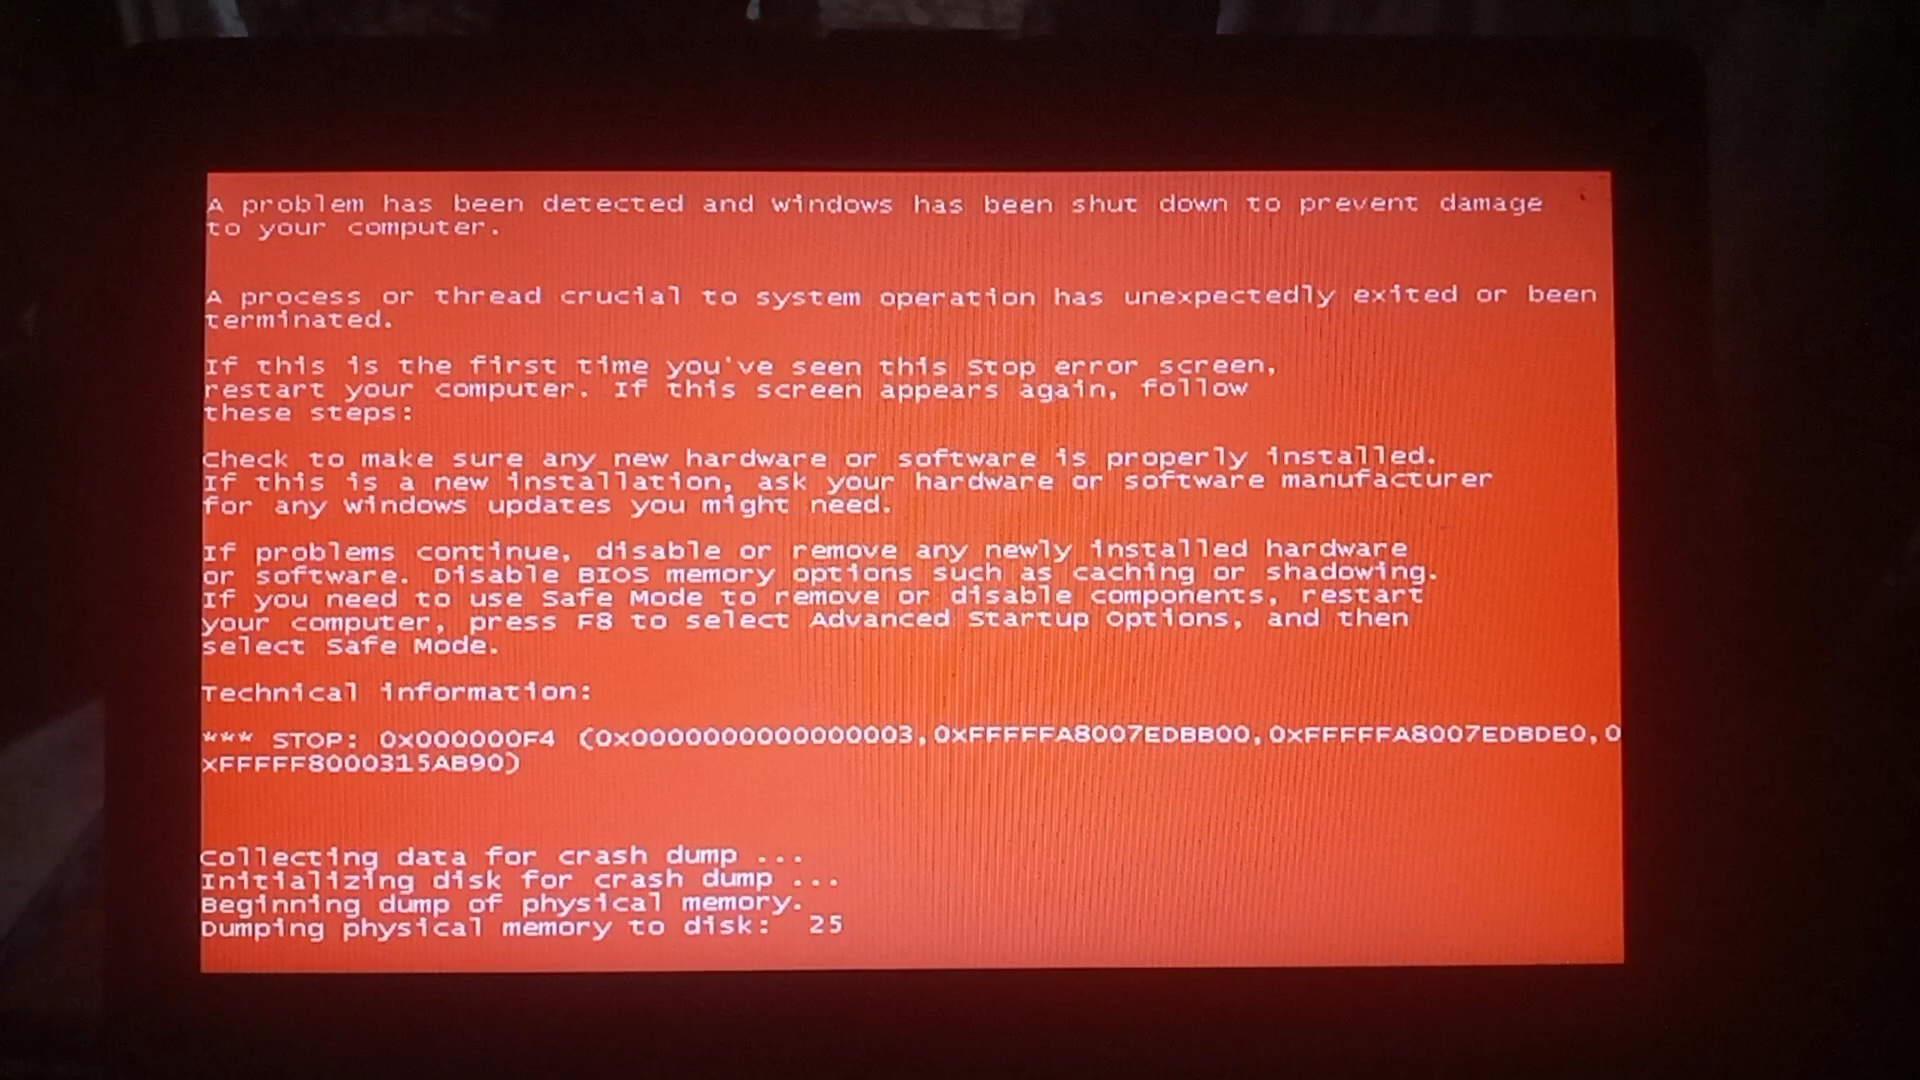 A problem has been detected and windows has been shut down to prevent damage
to your computer.
A process or thread crucial to system operation has unexpectedly exited or been
terminated.
If this is the first time you've seen this Stop error screen,
restart your computer. If this screen appears again, follow
these steps:
Check to make sure any new hardware or software is properly installed.
If this is a new installation, ask your hardware or software manufacturer
for any windows updates you might need.
If problems continue, disable or remove any newly installed hardware
or software. Disable BIOS memory options such as caching or shadowing.
If you need to use Safe Mode to remove or disable components, restart
your computer, press F8 to select Advanced Startup Options, and then
select Safe Mode.
Technical information:
*** STOP: 0x000000F4 (0x0000000000000003,0xFFFFFA8007EDBB00,0xFFFFFA8007EDBDE0,0
xFFFFF8000315AB90)
Collecting data for crash dump ...
Initializing disk for crash dump ...
Beginning dump of physical memory.
Dumping physical memory to disk:  25